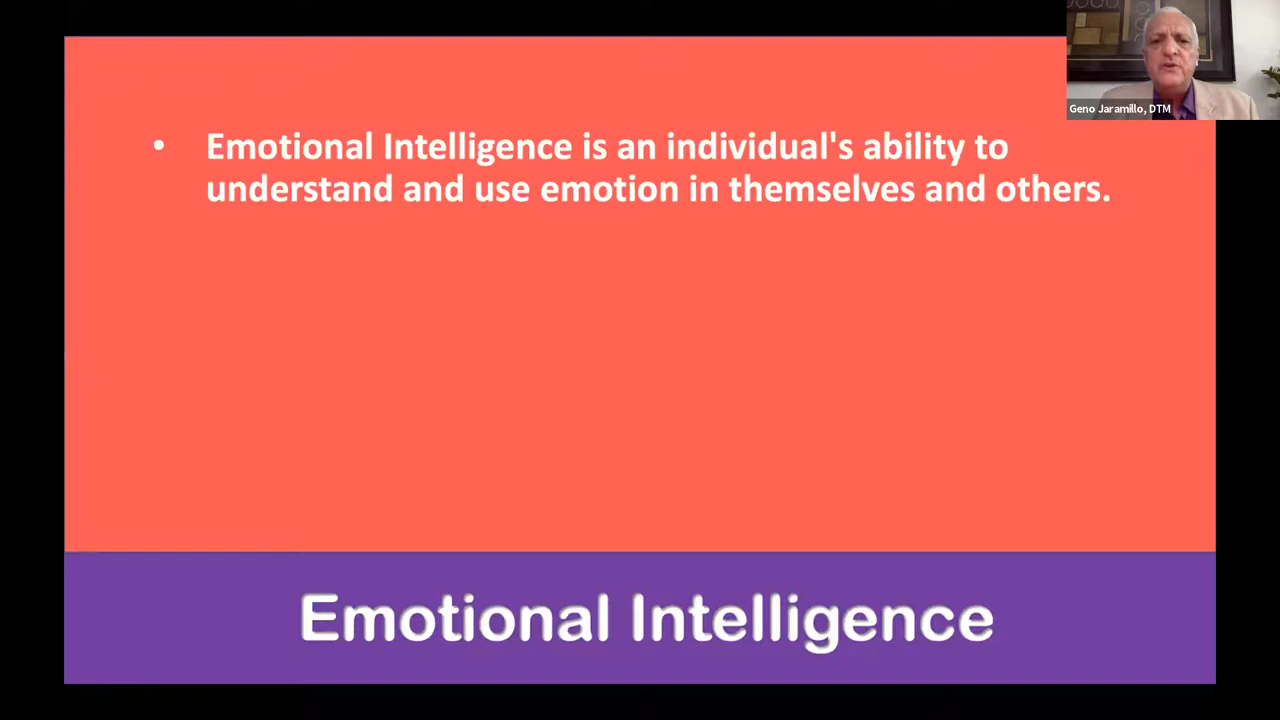 Geno Jaramillo, DTM
• Emotional Intelligence is an individual's ability to
understand and use emotion in themselves and others.
Emotional Intelligence